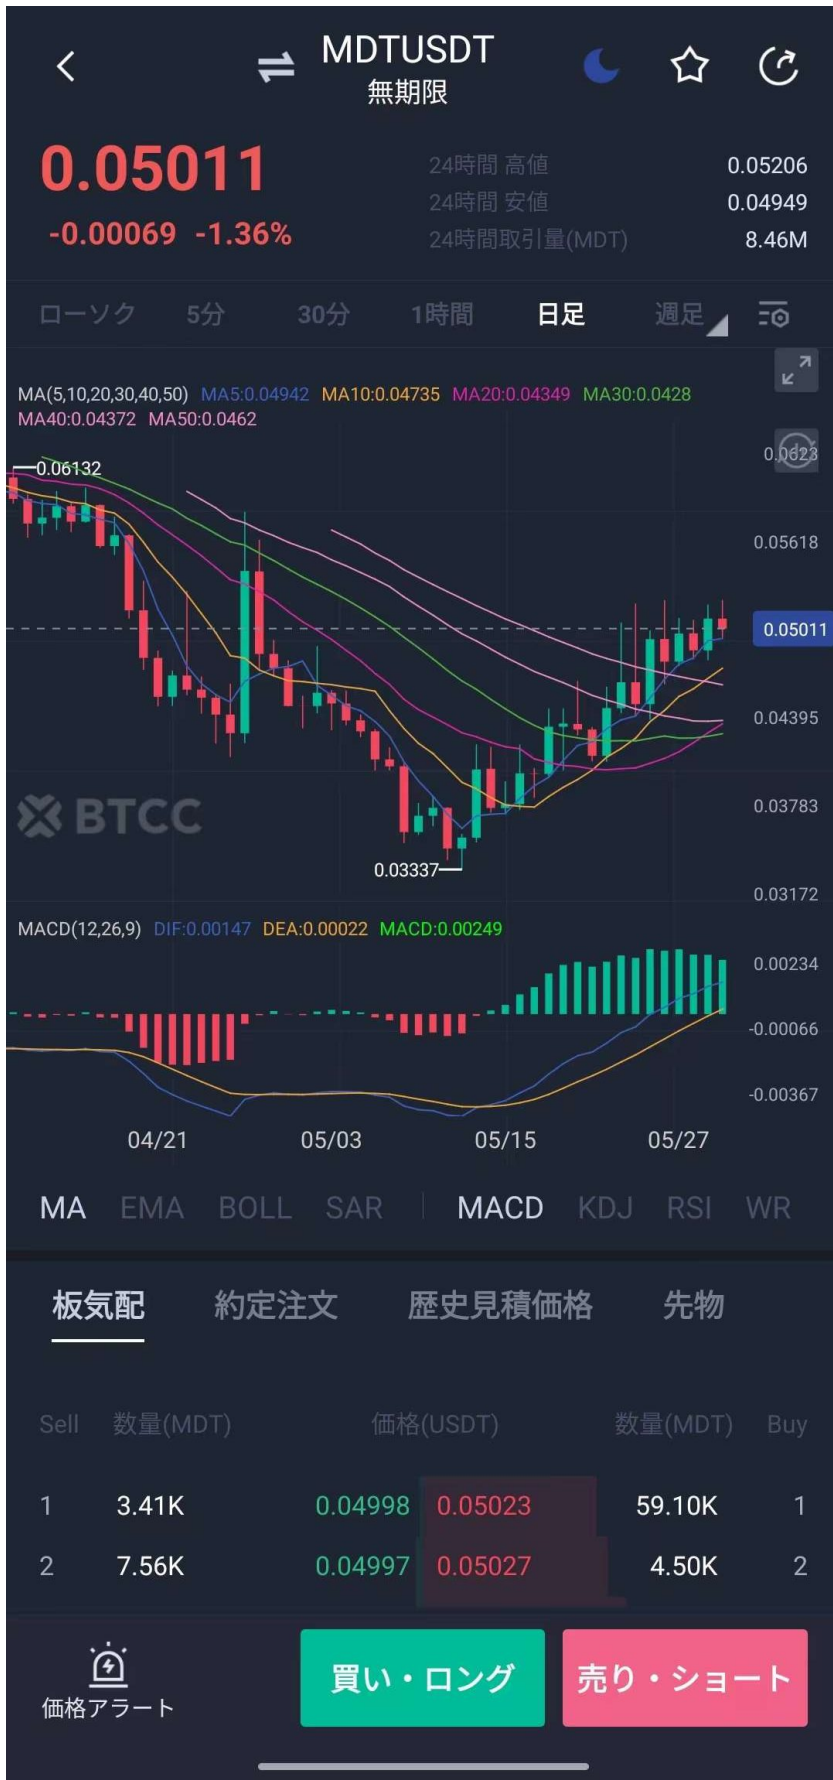 MDTUSDT
無期限
0.05011
-0.00069 -1.36%
24時間 高値 0.05206
24時間 安値 0.04949
24時間取引量(MDT) 8.46M
ローソク 5分 30分 1時間 日足 週足
MA(5,10,20,30,40,50) MA5:0.04942 MA10:0.04735 MA20:0.04349 MA30:0.0428
MA40:0.04372 MA50:0.0462
0.0623
0.06132
0.05618
0.05011
0.04395
BTCC
0.03783
0.03337
0.03172
MACD(12,26,9) DIF:0.00147 DEA:0.00022 MACD:0.00249
0.00234
-0.00066
-0.00367
04/21 05/03 05/15 05/27
MA EMA BOLL SAR MACD KDJ RSI WR
板気配 約定注文 歴史見積価格 先物
Sell 数量(MDT) 価格(USDT) 数量(MDT) Buy
1 3.41K 0.04998 0.05023 59.10K 1
2 7.56K 0.04997 0.05027 4.50K 2
価格アラート 買い・ロング 売り・ショート